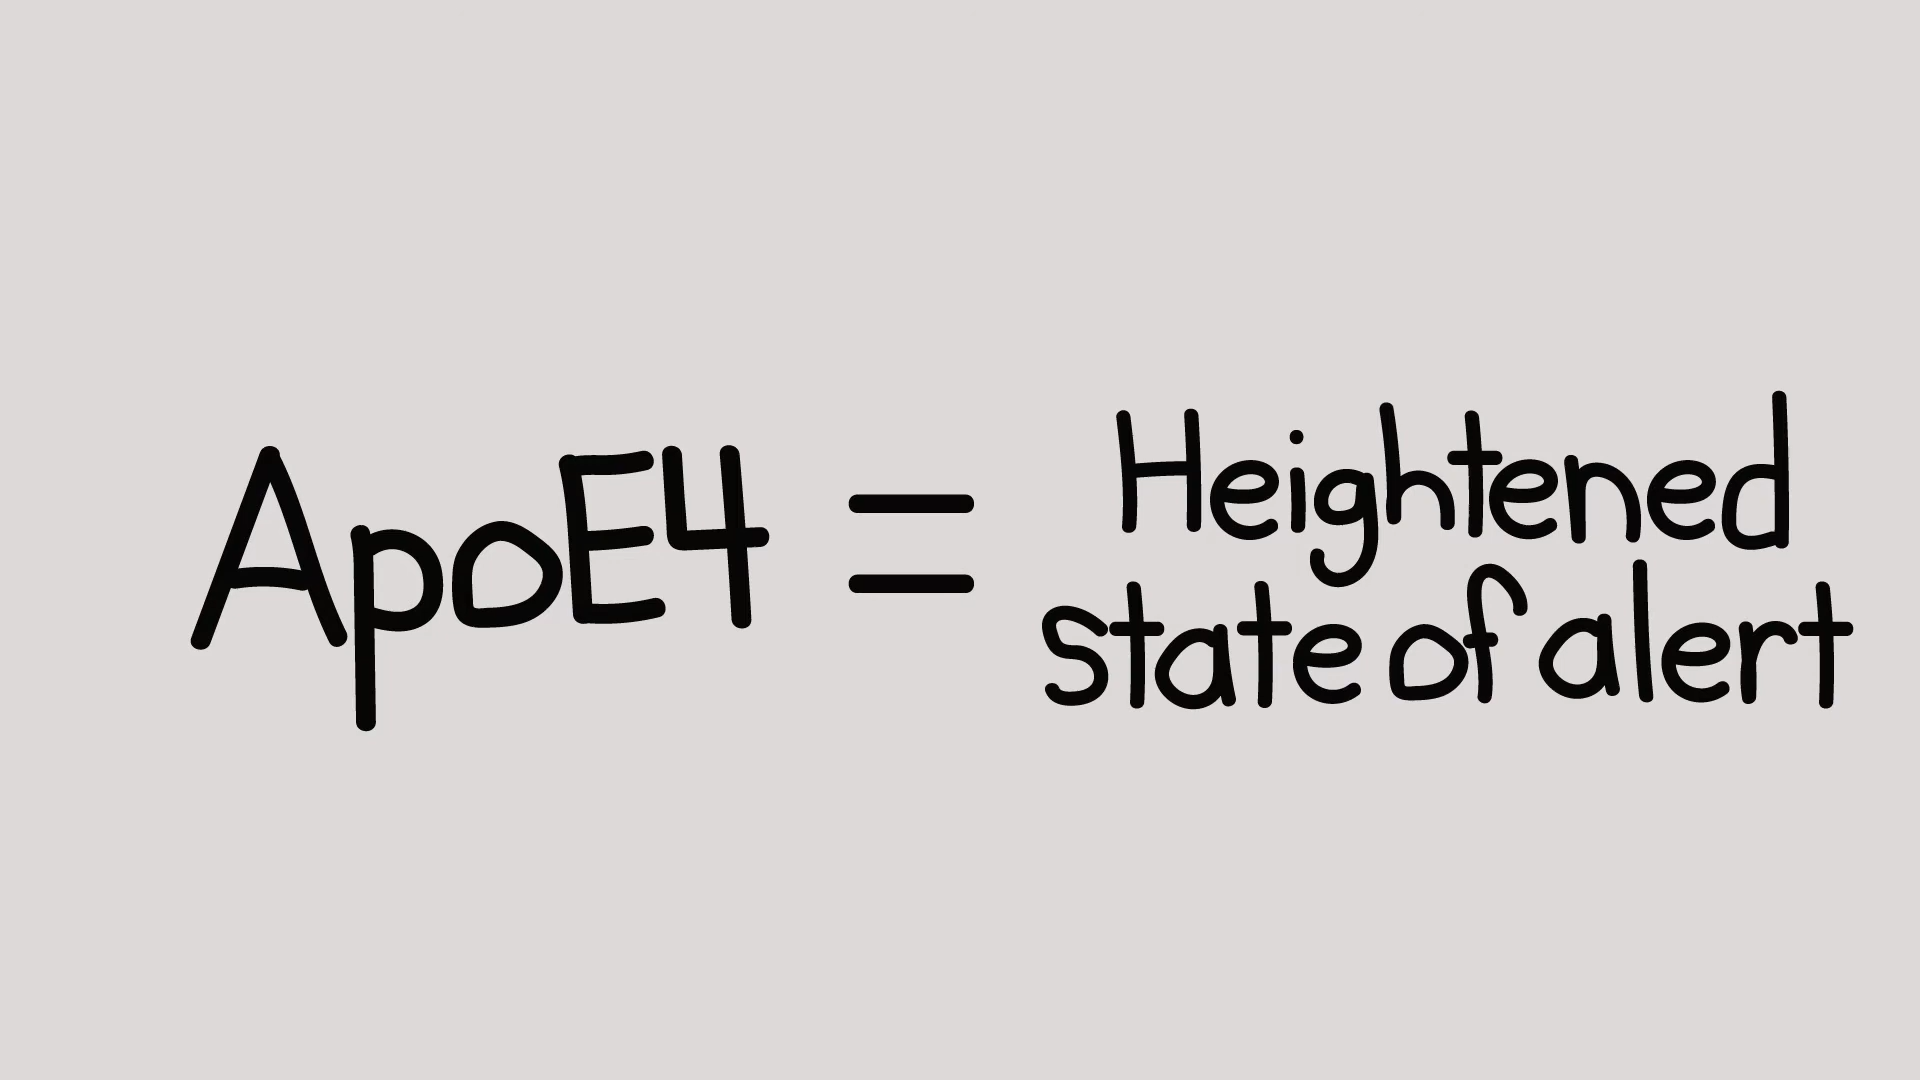 ApoE4 = Heightened
state of alert